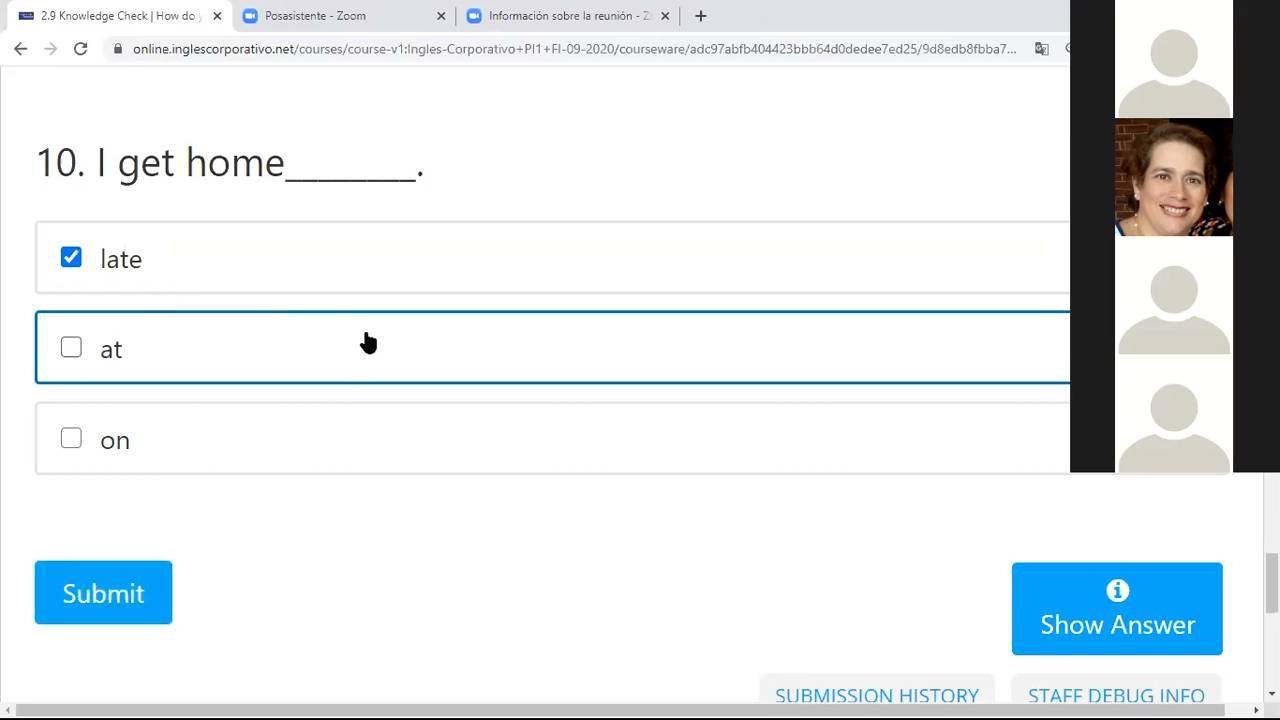 2.9 Knowledge Check | How do y
Posasistente - Zoom
Información sobre la reunión - Z
online.inglescorporativo.net/courses/course-v1:Ingles-Corporativo+PI1+FI-09-2020/courseware/adc97abfb404423bbb64d0dedee7ed25/9d8edb8fbba7...
10. I get home________.
late
at
on
Submit
i
Show Answer
SUBMISSION HISTORY
STAFF DEBUG INFO